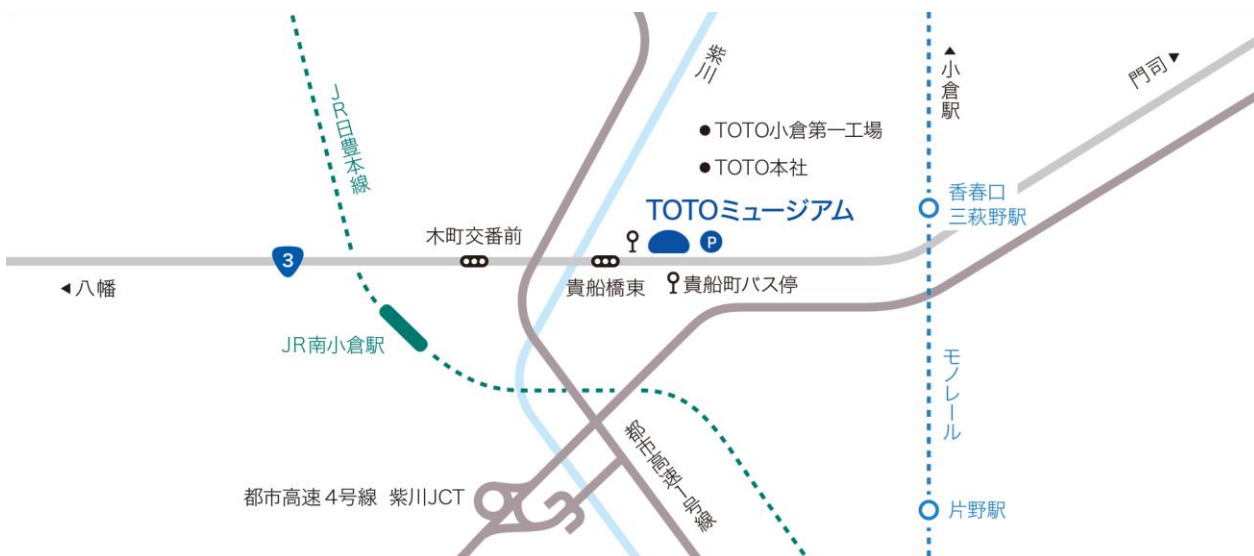 紫川
▲小倉駅
門司▼
JR日豊本線
●TOTO小倉第一工場
●TOTO本社
香春口
三萩野駅
TOTOミュージアム
P
木町交番前
3
◀八幡
貴船橋東
貴船町バス停
JR南小倉駅
モノレール
都市高速1号線
都市高速4号線 紫川JCT
片野駅